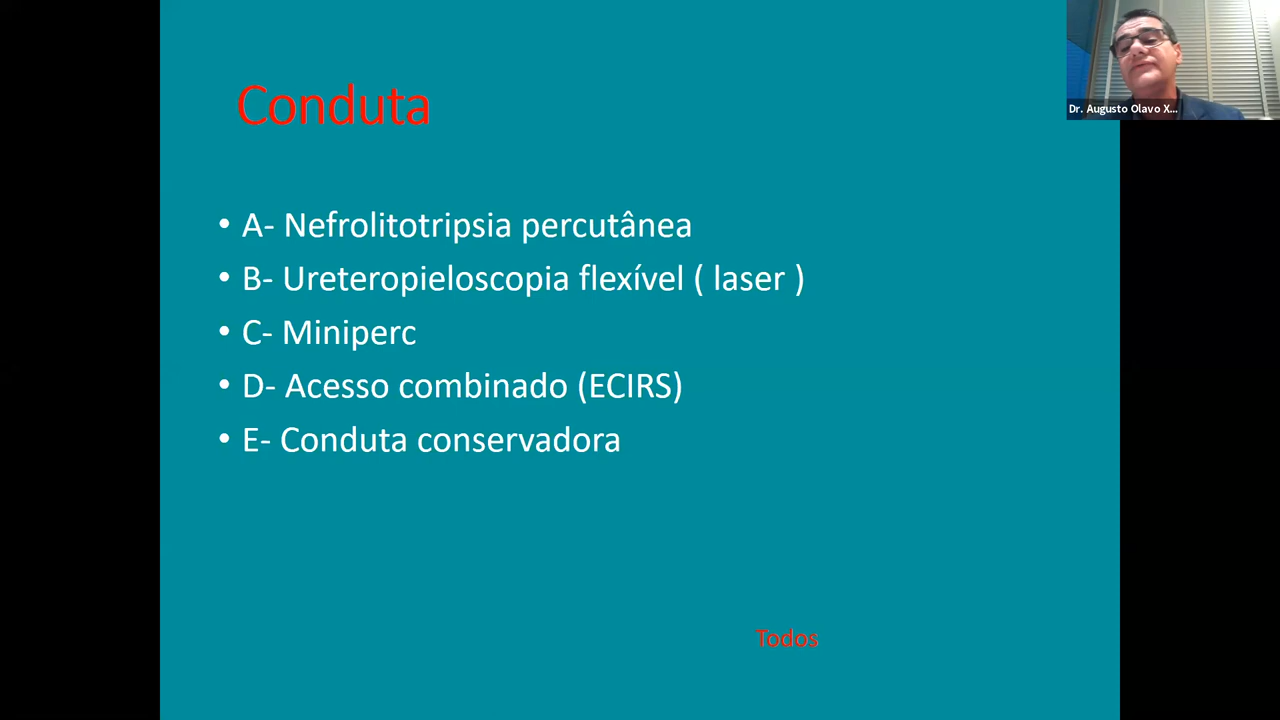 Conduta
Dr. Augusto Olavo X...
• A- Nefrolitotripsia percutânea
• B- Ureteropieloscopia flexível ( laser )
• C- Miniperc
• D- Acesso combinado (ECIRS)
• E- Conduta conservadora
Todos